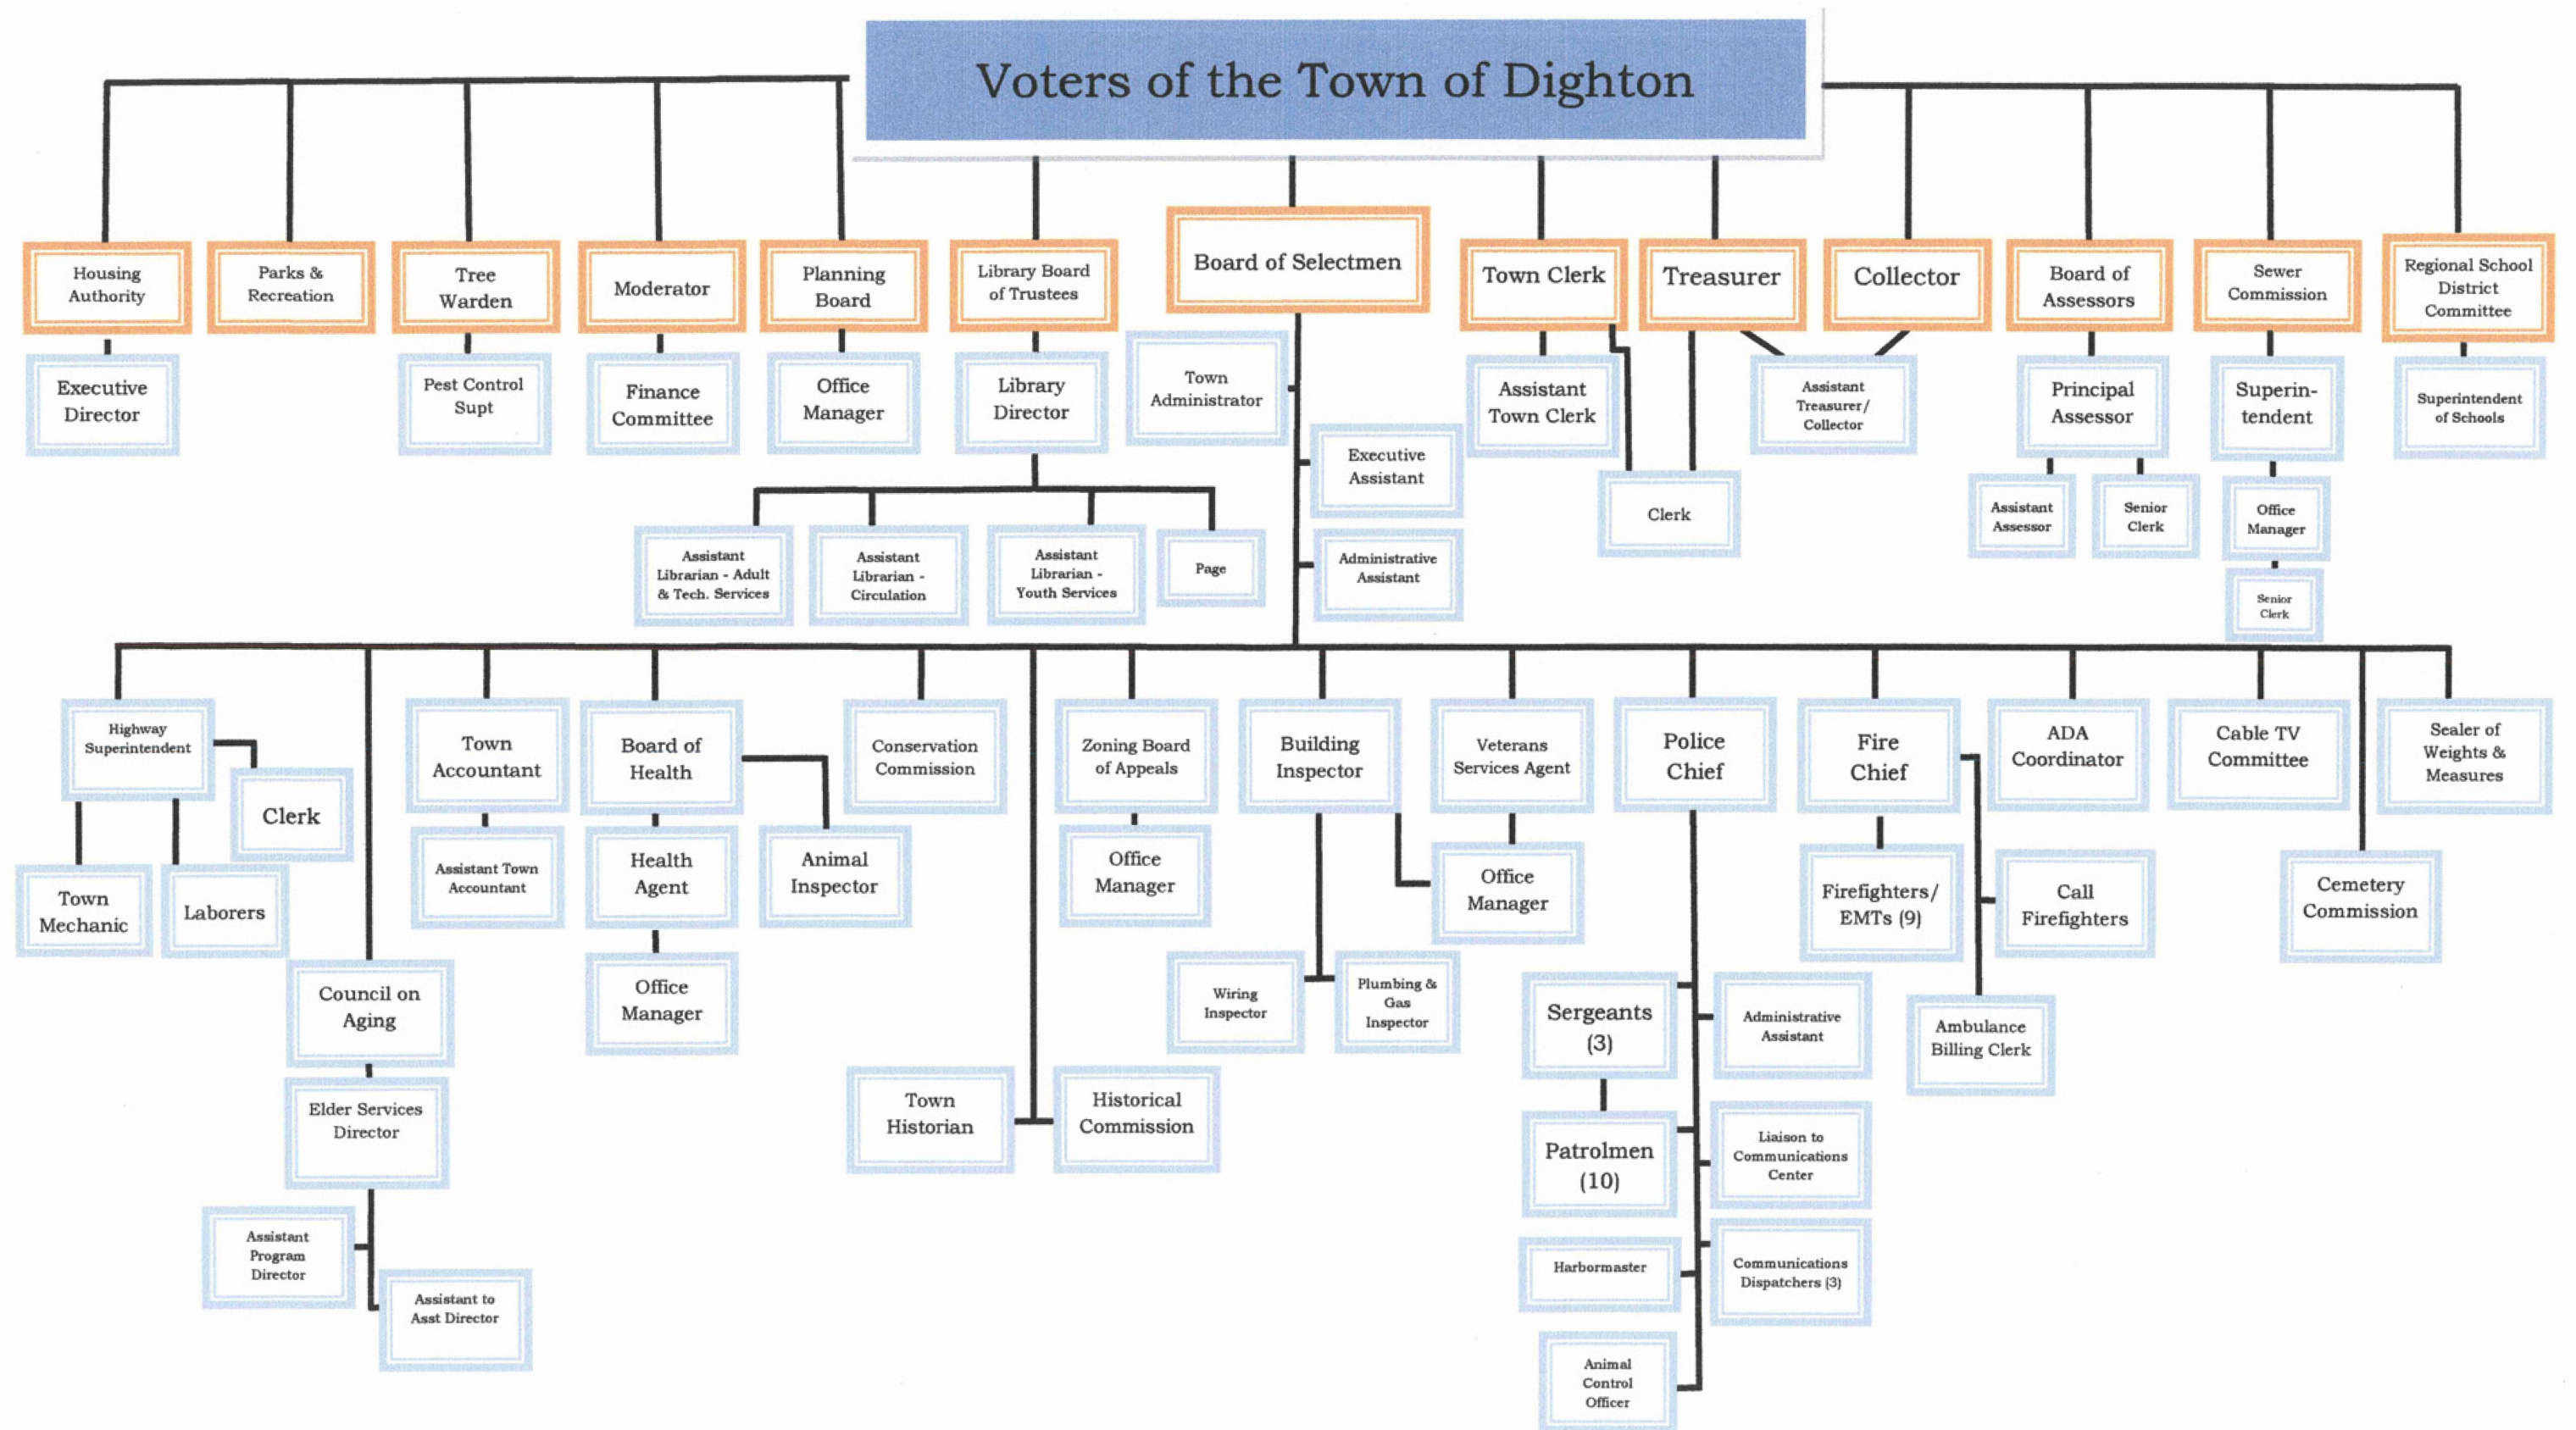 Voters of the Town of Dighton
Housing
Authority
Parks &
Recreation
Tree
Warden
Moderator
Planning
Board
Library Board
of Trustees
Board of Selectmen
Town Clerk
Treasurer
Collector
Board of
Assessors
Sewer
Commission
Regional School
District
Committee
Executive
Director
Pest Control
Supt
Finance
Committee
Office
Manager
Library
Director
Town
Administrator
Executive
Assistant
Administrative
Assistant
Assistant
Town Clerk
Clerk
Assistant
Treasurer/
Collector
Principal
Assessor
Superin-
tendent
Superintendent
of Schools
Assistant
Assessor
Senior
Clerk
Office
Manager
Senior
Clerk
Assistant
Librarian - Adult
& Tech. Services
Assistant
Librarian -
Circulation
Assistant
Librarian -
Youth Services
Page
Highway
Superintendent
Clerk
Town
Mechanic
Laborers
Town
Accountant
Assistant Town
Accountant
Board of
Health
Health
Agent
Animal
Inspector
Office
Manager
Conservation
Commission
Zoning Board
of Appeals
Office
Manager
Building
Inspector
Veterans
Services Agent
Office
Manager
Wiring
Inspector
Plumbing &
Gas
Inspector
Police
Chief
Fire
Chief
ADA
Coordinator
Cable TV
Committee
Sealer of
Weights &
Measures
Firefighters/
EMTs (9)
Call
Firefighters
Cemetery
Commission
Ambulance
Billing Clerk
Council on
Aging
Elder Services
Director
Assistant
Program
Director
Assistant to
Asst Director
Town
Historian
Historical
Commission
Sergeants
(3)
Administrative
Assistant
Patrolmen
(10)
Liaison to
Communications
Center
Harbormaster
Communications
Dispatchers (3)
Animal
Control
Officer